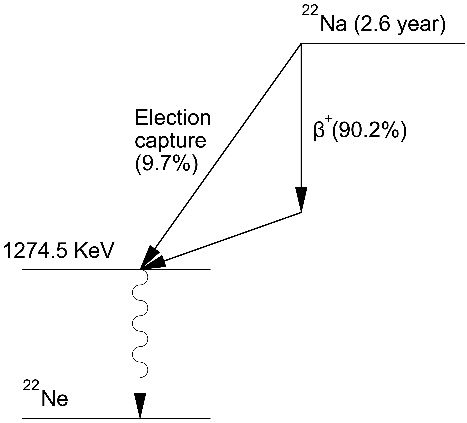 ²²Na (2.6 year)
Election
capture
(9.7%)
β⁺(90.2%)
1274.5 KeV
²²Ne